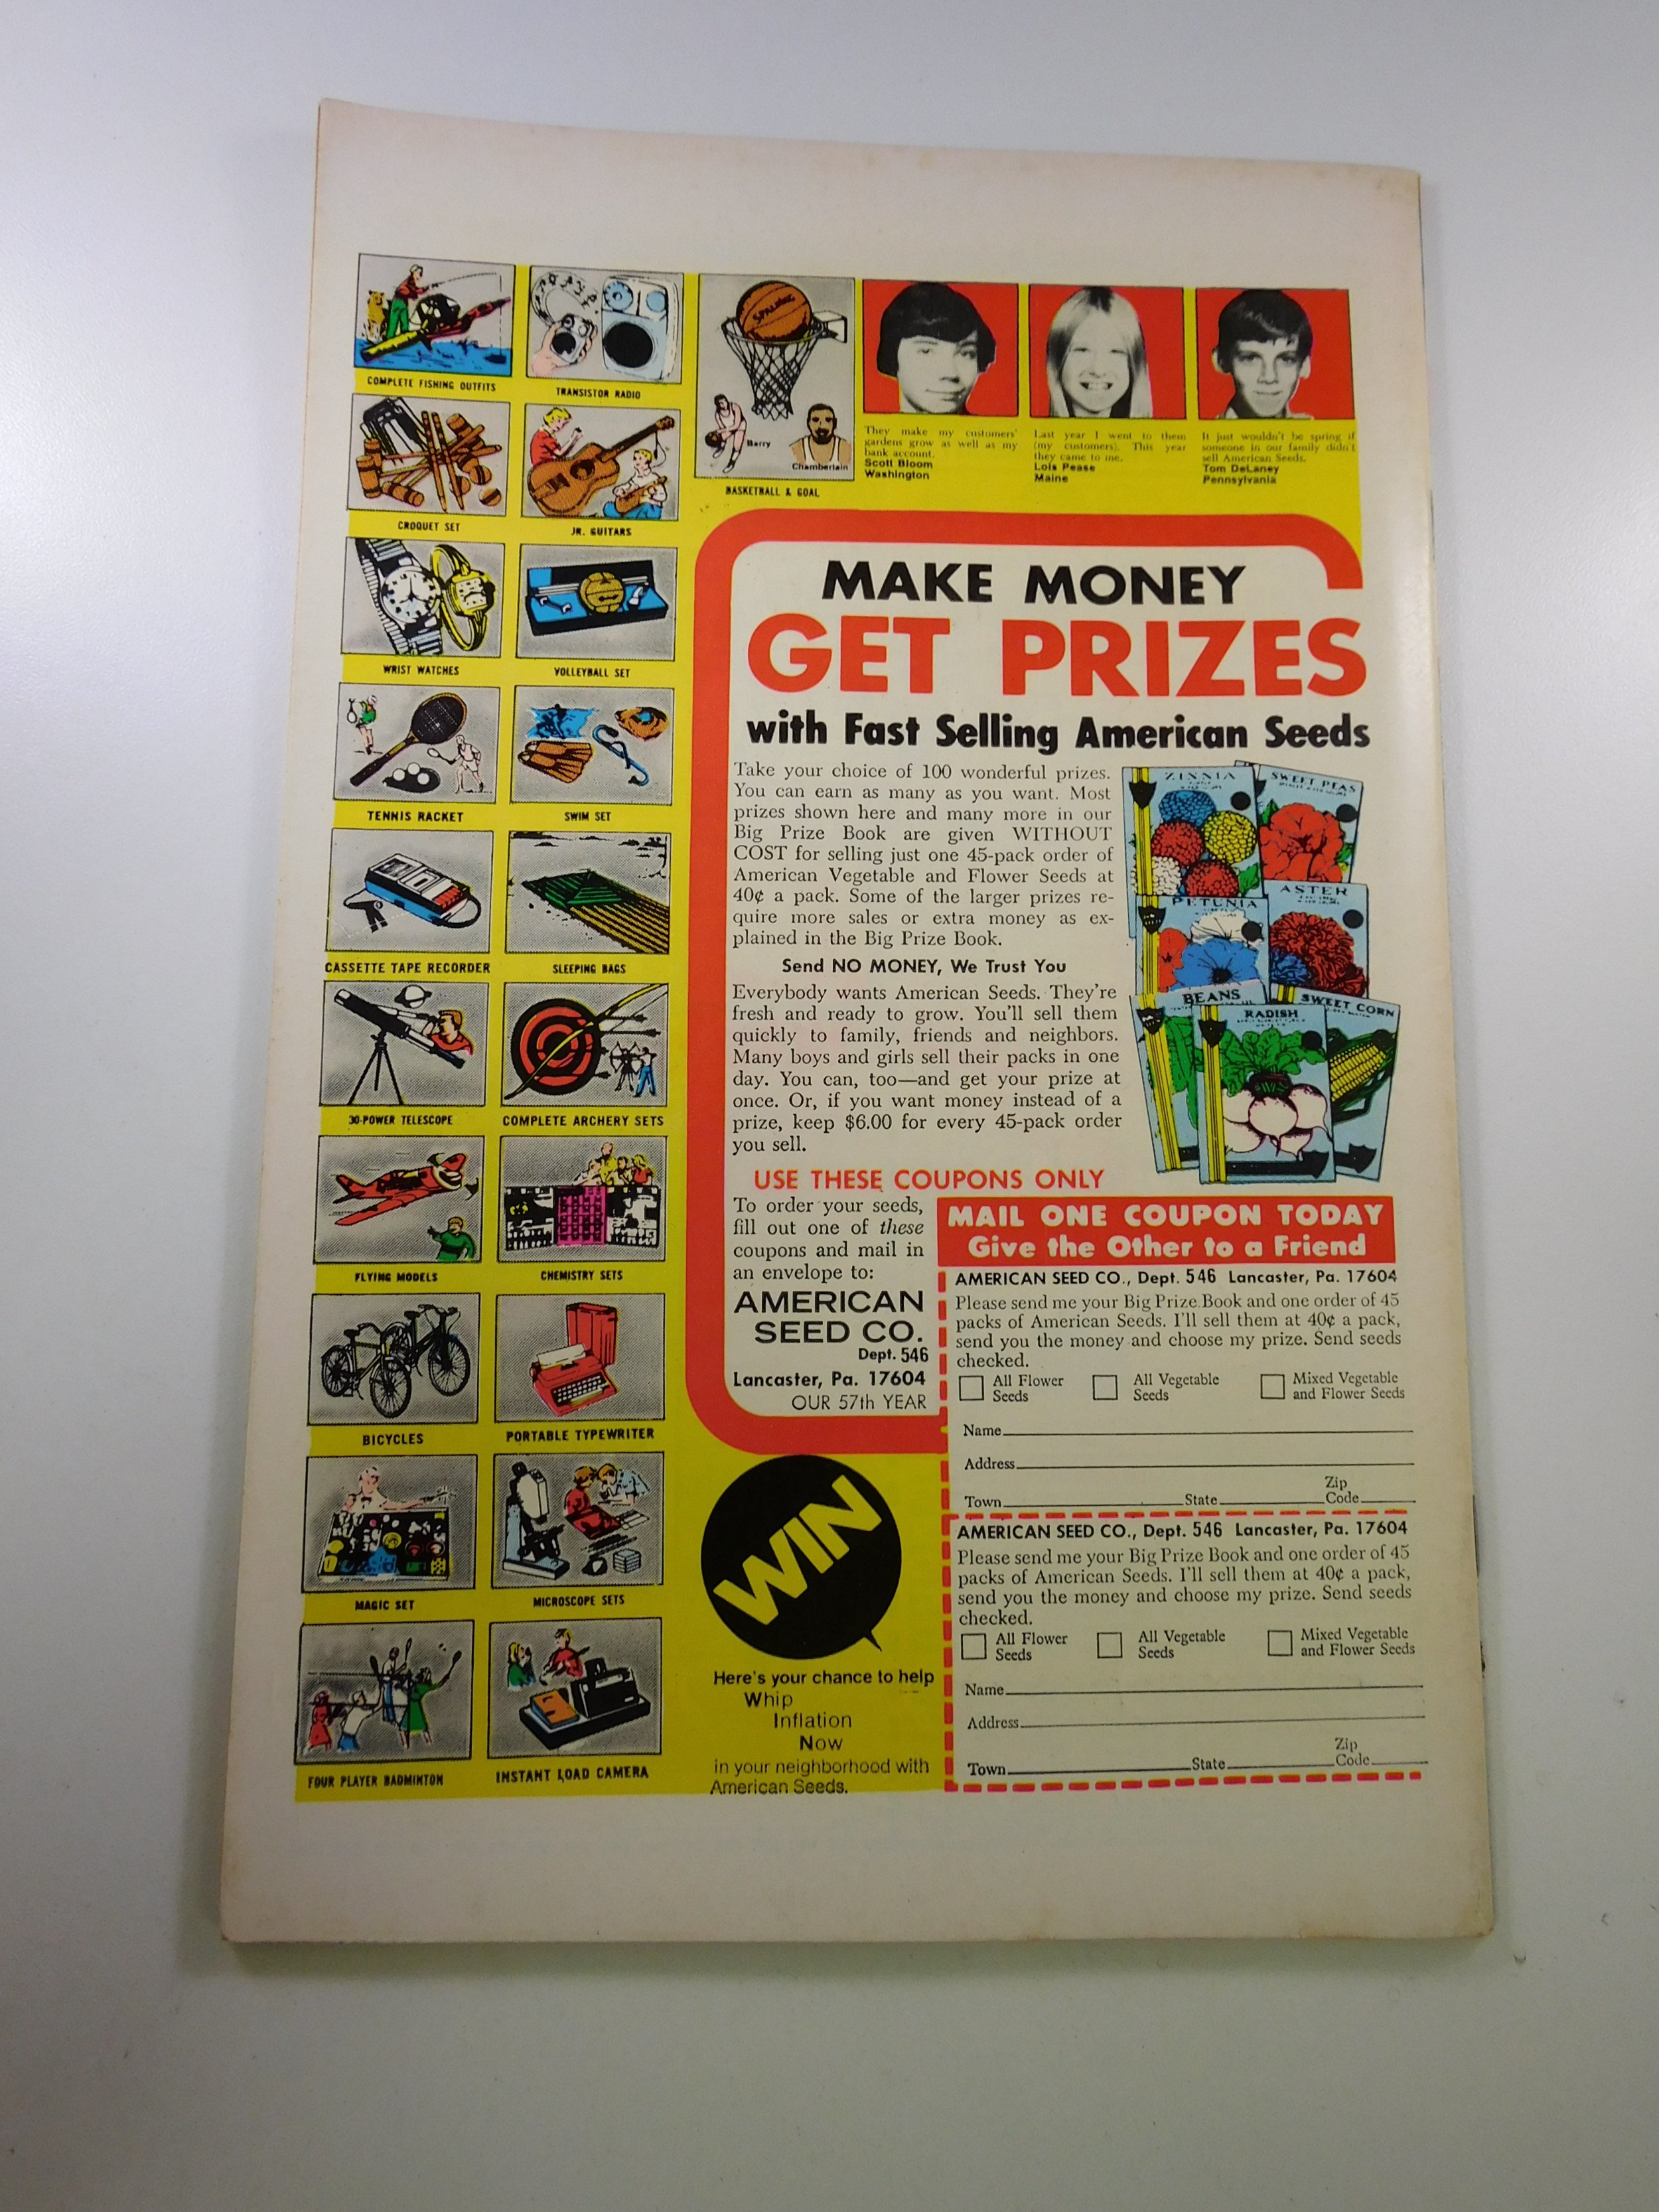 COMPLETE FISHING OUTFITS
TRANSISTOR RADIO
CROQUET SET
JR. GUITARS
WRIST WATCHES
VOLLEYBALL SET
TENNIS RACKET
SWIM SET
CASSETTE TAPE RECORDER
SLEEPING BAGS
30-POWER TELESCOPE
COMPLETE ARCHERY SETS
FLYING MODELS
CHEMISTRY SETS
BICYCLES
PORTABLE TYPEWRITER
MAGIC SET
MICROSCOPE SETS
FOUR PLAYER BADMINTON
INSTANT LOAD CAMERA
SPALDING
Barry
Chamberlain
BASKETBALL & GOAL
They make my customers'
gardens grow as well as my
bank account.
Scott Bloom
Washington
Last year I went to them
(my customers). This year
they came to me.
Lois Pease
Maine
It just wouldn't be spring if
someone in our family didn't
sell American Seeds.
Tom DeLaney
Pennsylvania
MAKE MONEY
GET PRIZES
with Fast Selling American Seeds
Take your choice of 100 wonderful prizes.
You can earn as many as you want. Most
prizes shown here and many more in our
Big Prize Book are given WITHOUT
COST for selling just one 45-pack order of
American Vegetable and Flower Seeds at
40¢ a pack. Some of the larger prizes re-
quire more sales or extra money as ex-
plained in the Big Prize Book.
Send NO MONEY, We Trust You
Everybody wants American Seeds. They're
fresh and ready to grow. You'll sell them
quickly to family, friends and neighbors.
Many boys and girls sell their packs in one
day. You can, too—and get your prize at
once. Or, if you want money instead of a
prize, keep $6.00 for every 45-pack order
you sell.
ZINNIA
SWEET PEAS
PETUNIA
ASTER
BEANS
RADISH
SWEET CORN
USE THESE COUPONS ONLY
To order your seeds,
fill out one of these
coupons and mail in
an envelope to:
AMERICAN
SEED CO.
Dept. 546
Lancaster, Pa. 17604
OUR 57th YEAR
MAIL ONE COUPON TODAY
Give the Other to a Friend
AMERICAN SEED CO., Dept. 546 Lancaster, Pa. 17604
Please send me your Big Prize Book and one order of 45
packs of American Seeds. I'll sell them at 40¢ a pack,
send you the money and choose my prize. Send seeds
checked.
All Flower Seeds
All Vegetable Seeds
Mixed Vegetable and Flower Seeds
Name
Address
Town State Zip Code
AMERICAN SEED CO., Dept. 546 Lancaster, Pa. 17604
Please send me your Big Prize Book and one order of 45
packs of American Seeds. I'll sell them at 40¢ a pack,
send you the money and choose my prize. Send seeds
checked.
All Flower Seeds
All Vegetable Seeds
Mixed Vegetable and Flower Seeds
Name
Address
Town State Zip Code
WIN
Here's your chance to help
Whip
Inflation
Now
in your neighborhood with
American Seeds.